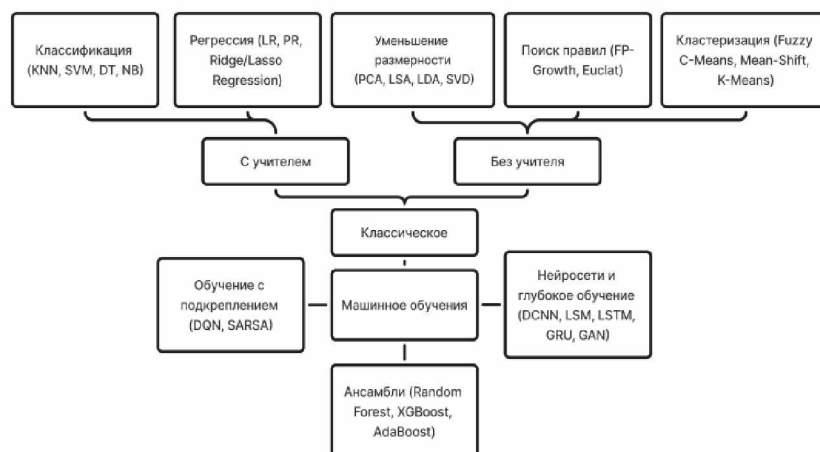 Классификация
(KNN, SVM, DT, NB)
Регрессия (LR, PR,
Ridge/Lasso
Regression)
Уменьшение
размерности
(PCA, LSA, LDA, SVD)
Поиск правил (FP-
Growth, Euclat)
Кластеризация (Fuzzy
C-Means, Mean-Shift,
K-Means)
С учителем
Без учителя
Классическое
Обучение с
подкреплением
(DQN, SARSA)
Машинное обучения
Нейросети и
глубокое обучение
(DCNN, LSM, LSTM,
GRU, GAN)
Ансамбли (Random
Forest, XGBoost,
AdaBoost)